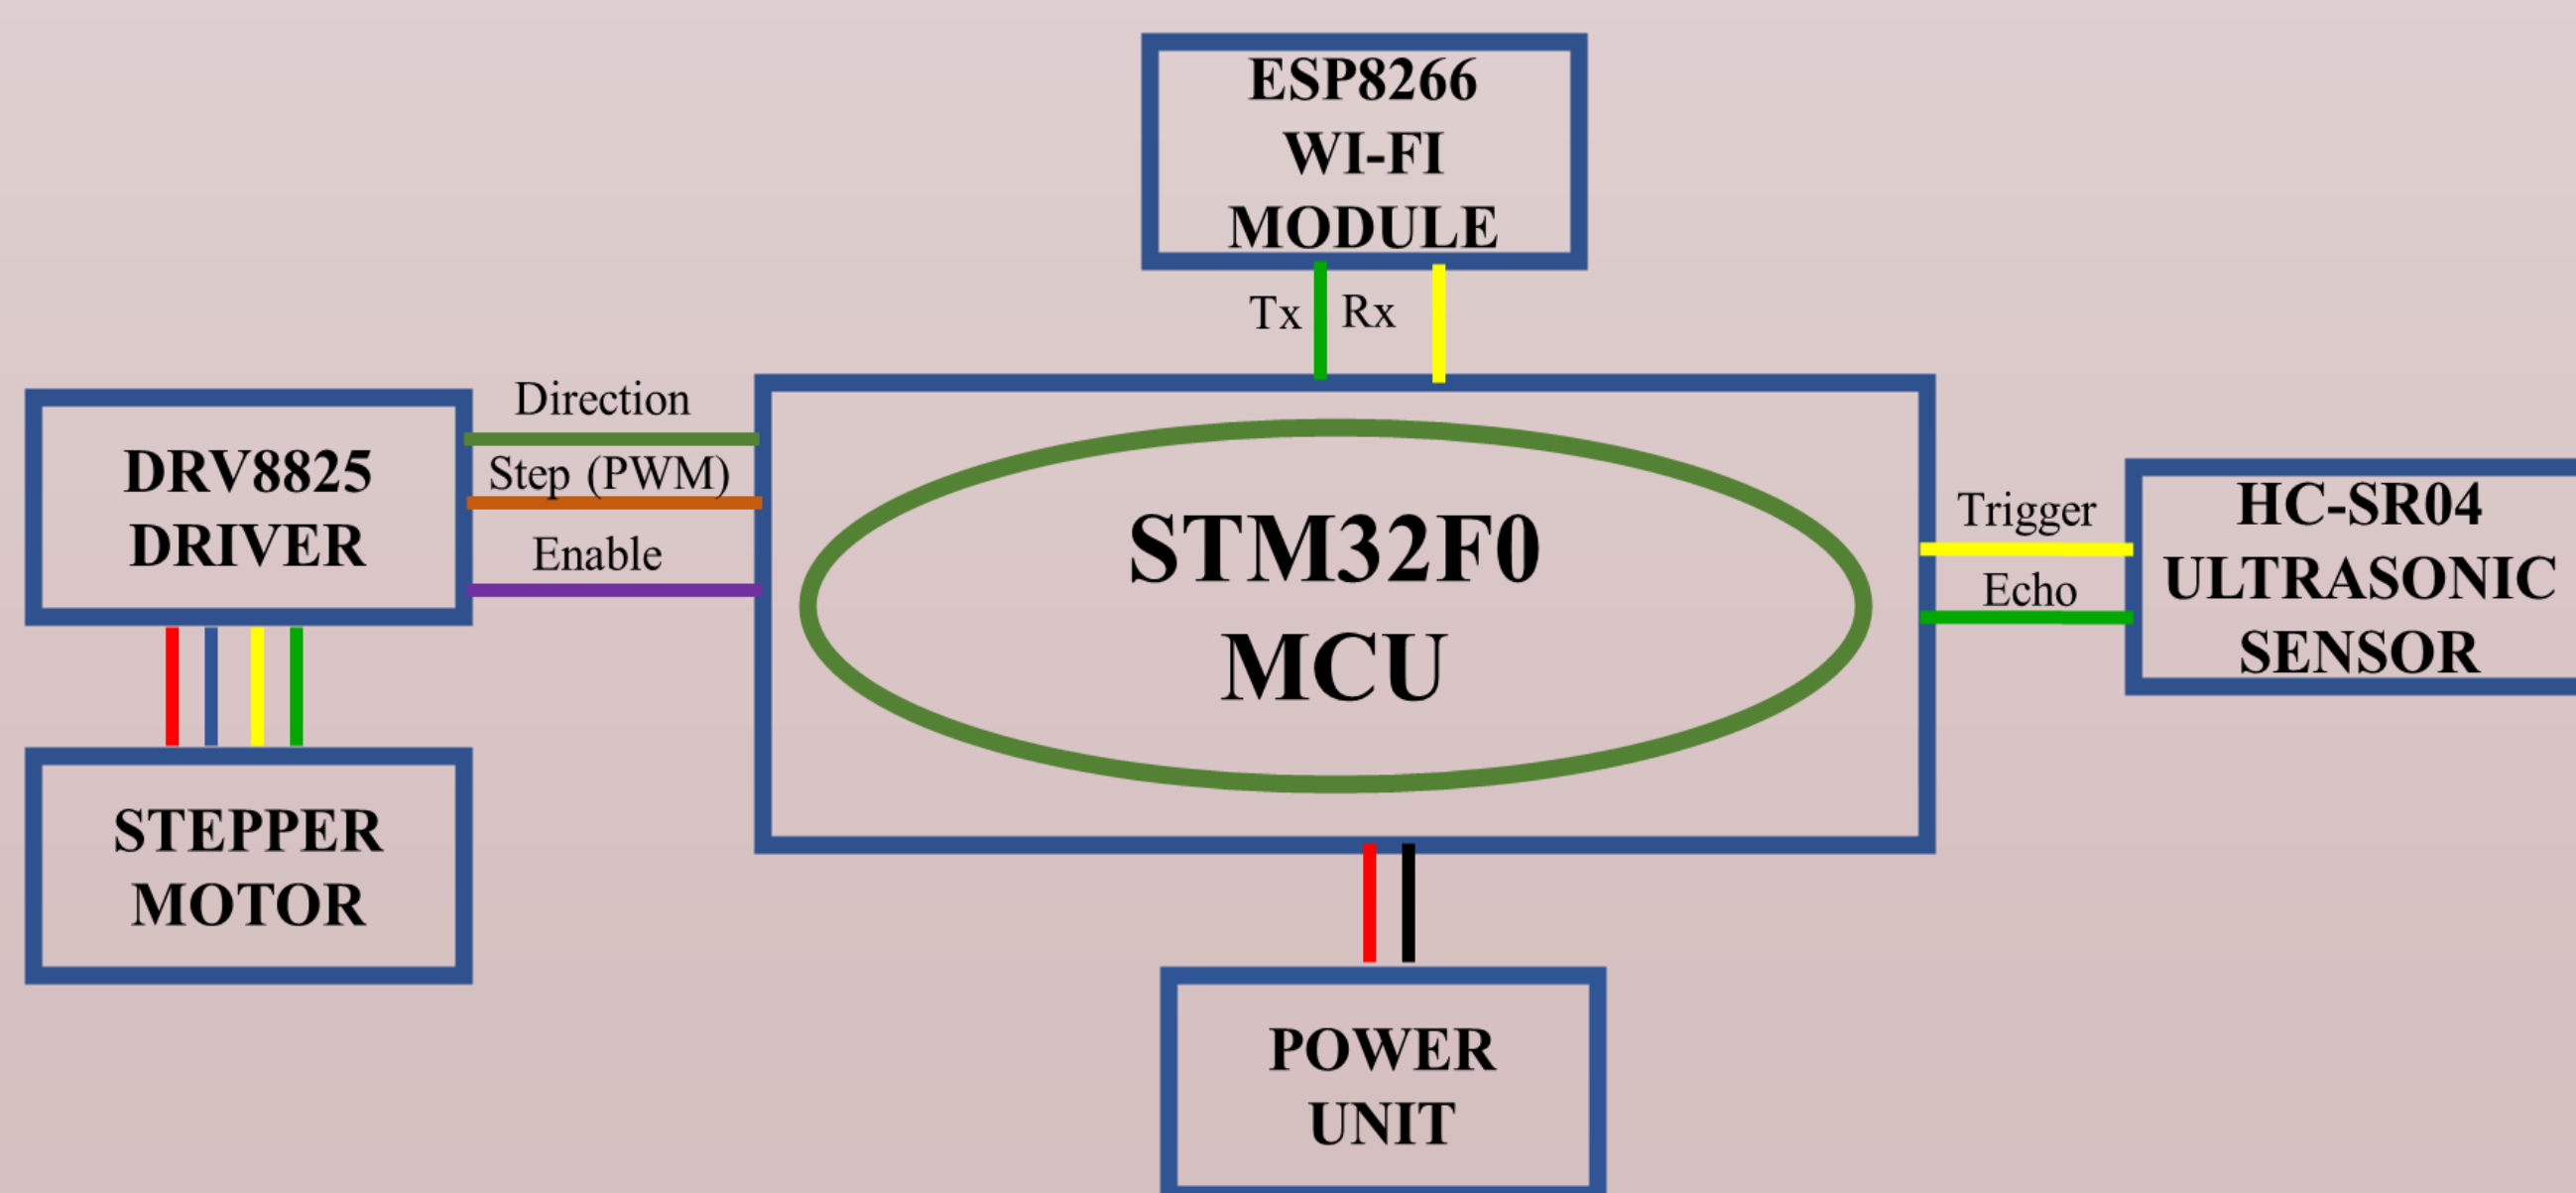 ESP8266
WI-FI
MODULE
Tx Rx
Direction
Step (PWM)
Enable
DRV8825
DRIVER
STM32F0
MCU
Trigger
Echo
HC-SR04
ULTRASONIC
SENSOR
STEPPER
MOTOR
POWER
UNIT